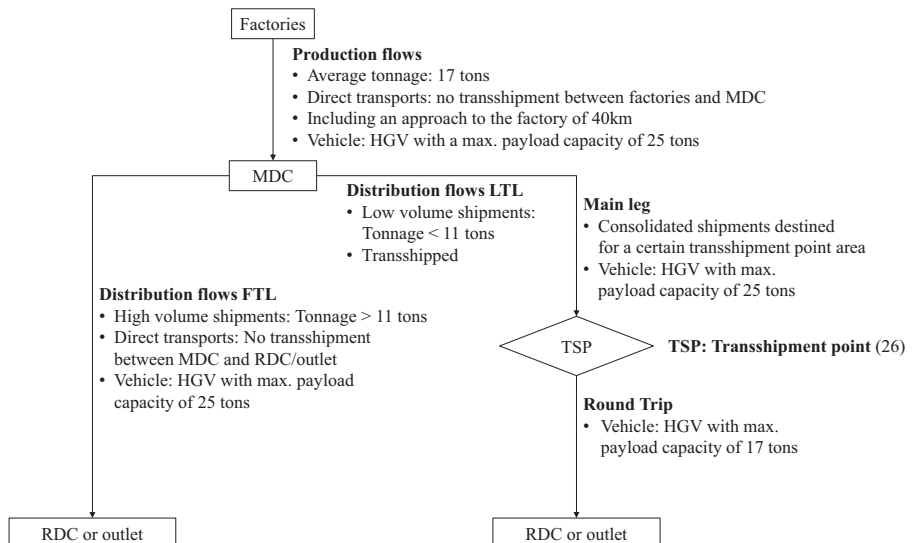 Factories
Production flows
• Average tonnage: 17 tons
• Direct transports: no transshipment between factories and MDC
• Including an approach to the factory of 40km
• Vehicle: HGV with a max. payload capacity of 25 tons
MDC
Distribution flows LTL
• Low volume shipments:
Tonnage < 11 tons
• Transshipped
Main leg
• Consolidated shipments destined
for a certain transshipment point area
• Vehicle: HGV with max.
payload capacity of 25 tons
Distribution flows FTL
• High volume shipments: Tonnage > 11 tons
• Direct transports: No transshipment
between MDC and RDC/outlet
• Vehicle: HGV with max. payload
capacity of 25 tons
TSP
TSP: Transshipment point (26)
Round Trip
• Vehicle: HGV with max.
payload capacity of 17 tons
RDC or outlet
RDC or outlet